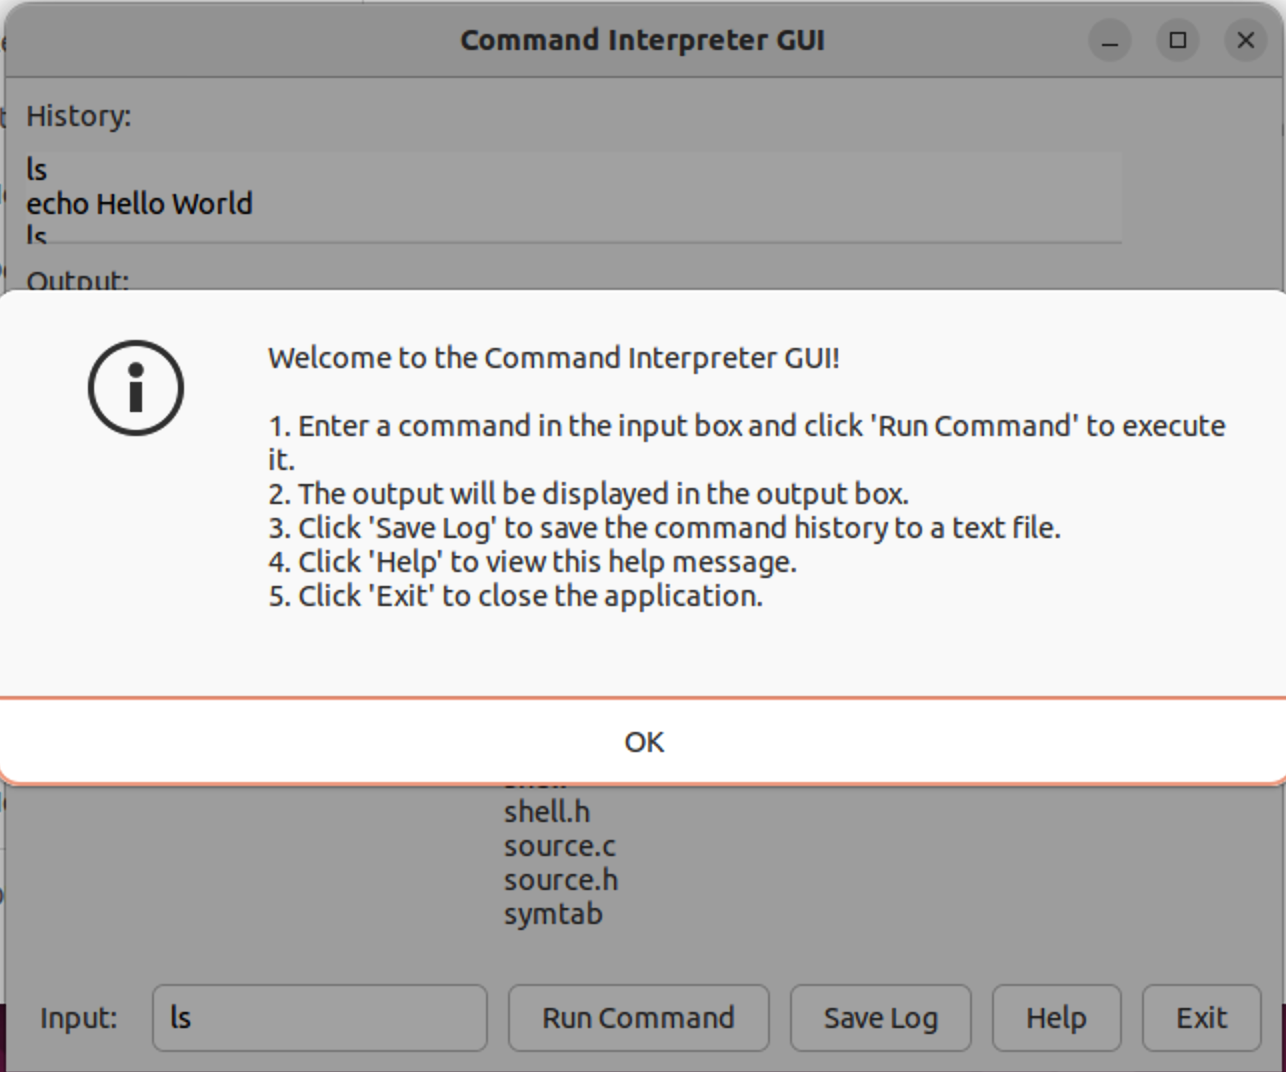 Command Interpreter GUI
History:
ls
echo Hello World
ls
Output:
Welcome to the Command Interpreter GUI!
1. Enter a command in the input box and click 'Run Command' to execute
it.
2. The output will be displayed in the output box.
3. Click 'Save Log' to save the command history to a text file.
4. Click 'Help' to view this help message.
5. Click 'Exit' to close the application.
OK
shell.h
source.c
source.h
symtab
Input:
ls
Run Command
Save Log
Help
Exit